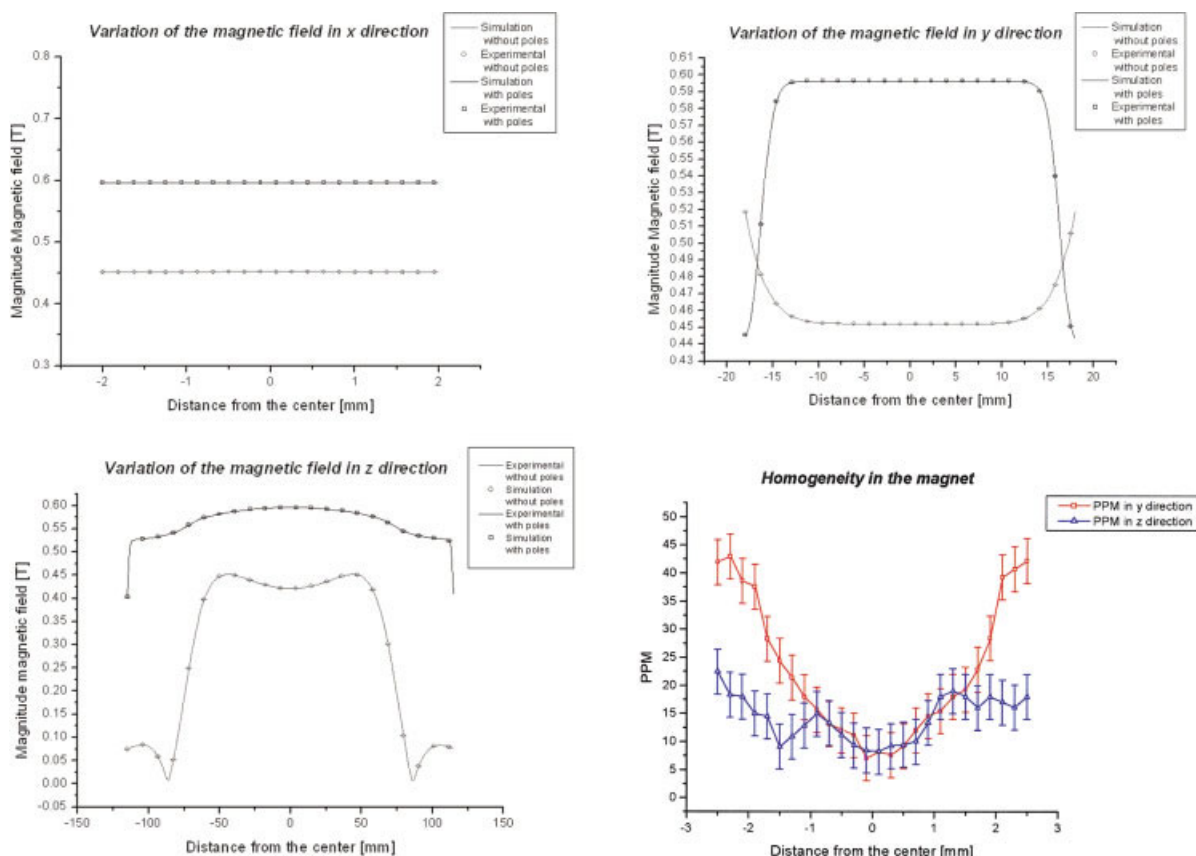 Variation of the magnetic field in x direction
Simulation
without poles
Experimental
without poles
Simulation
with poles
Experimental
with poles
0.8
0.7
0.6
0.5
0.4
0.3
Magnitude Magnetic field [T]
-2
-1
0
1
2
Distance from the center [mm]
Variation of the magnetic field in y direction
Simulation
without poles
Experimental
without poles
Simulation
with poles
Experimental
with poles
0.61
0.60
0.59
0.58
0.57
0.56
0.55
0.54
0.53
0.52
0.51
0.50
0.49
0.48
0.47
0.46
0.45
0.44
0.43
Magnitude Magnetic field [T]
-20
-15
-10
-5
0
5
10
15
20
Distance from the center [mm]
Variation of the magnetic field in z direction
Experimental
without poles
Simulation
without poles
Experimental
with poles
Simulation
with poles
0.60
0.55
0.50
0.45
0.40
0.35
0.30
0.25
0.20
0.15
0.10
0.05
0.00
-0.05
Magnitude magnetic field [T]
-150
-100
-50
0
50
100
150
Distance from the center [mm]
Homogeneity in the magnet
PPM in y direction
PPM in z direction
50
45
40
35
30
25
20
15
10
5
0
PPM
-3
-2
-1
0
1
2
3
Distance from the center [mm]